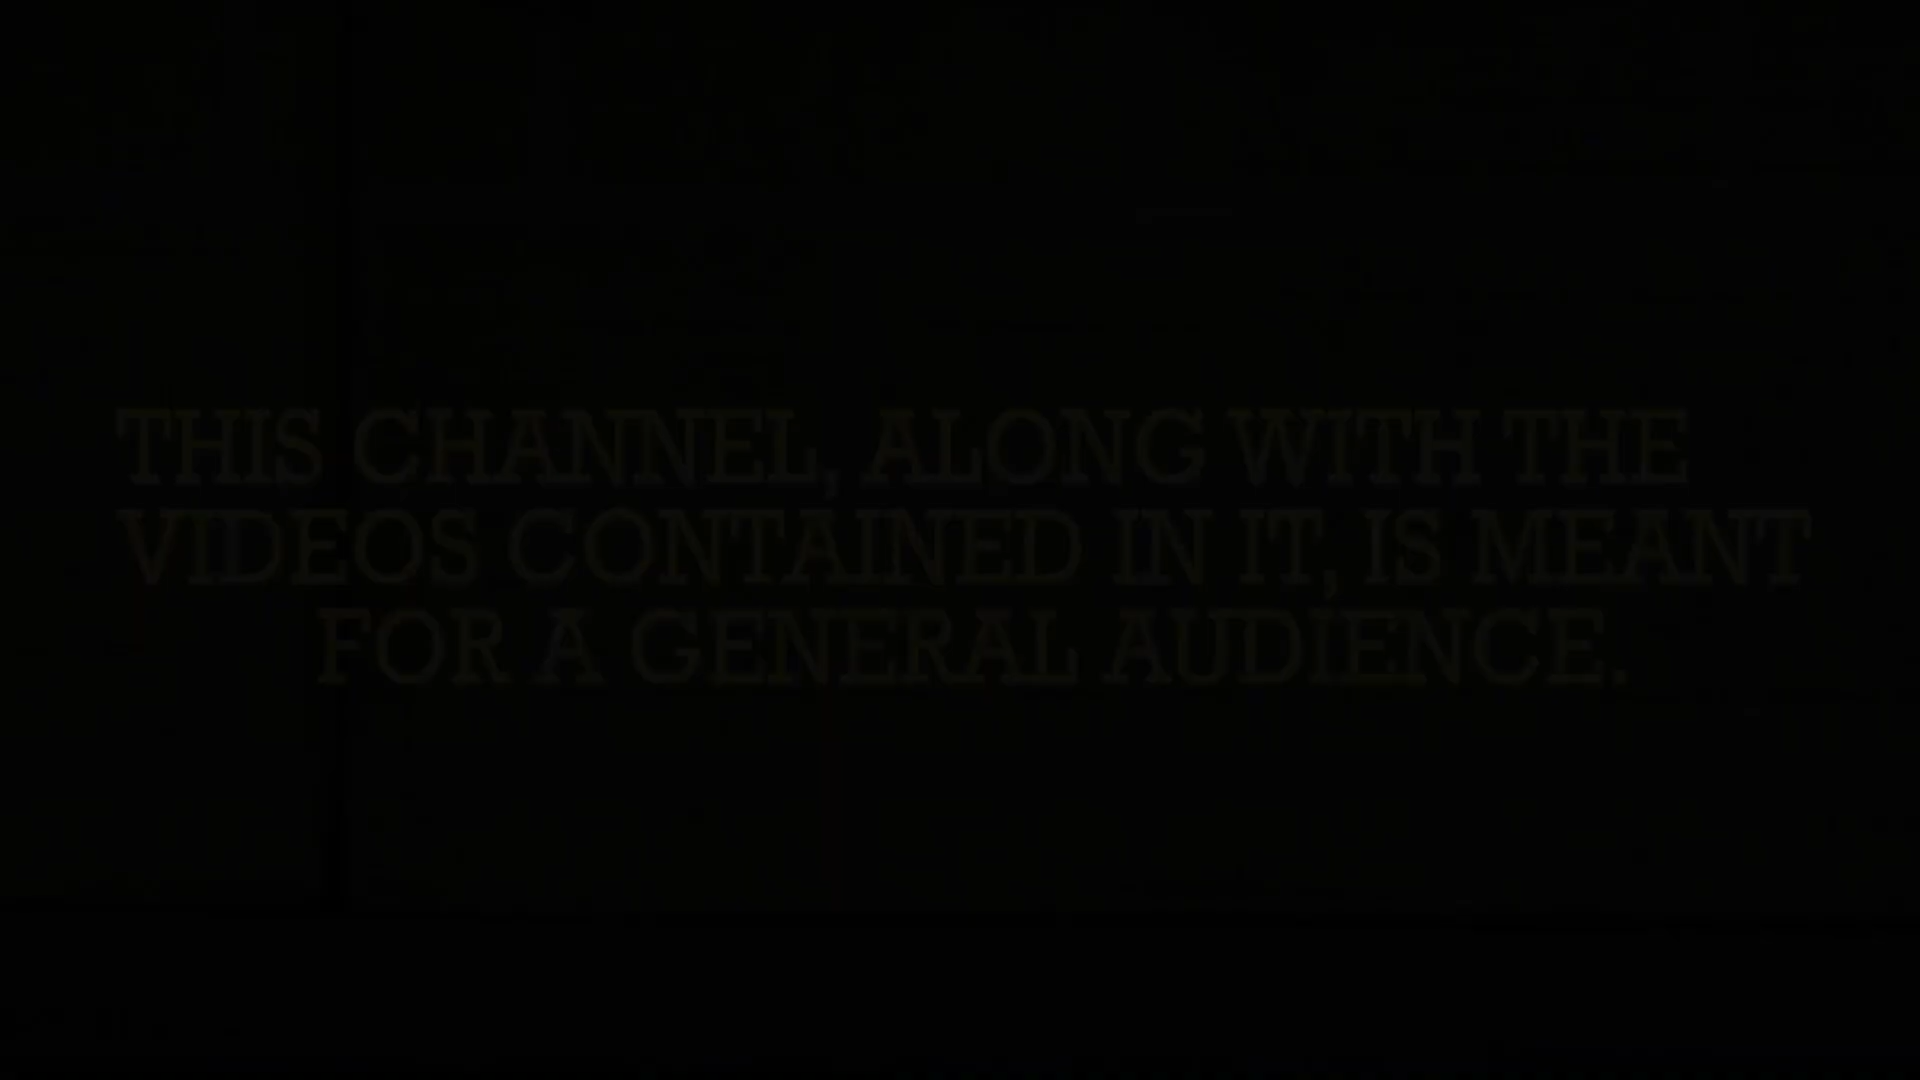 THIS CHANNEL, ALONG WITH THE
VIDEOS CONTAINED IN IT, IS MEANT
FOR A GENERAL AUDIENCE.